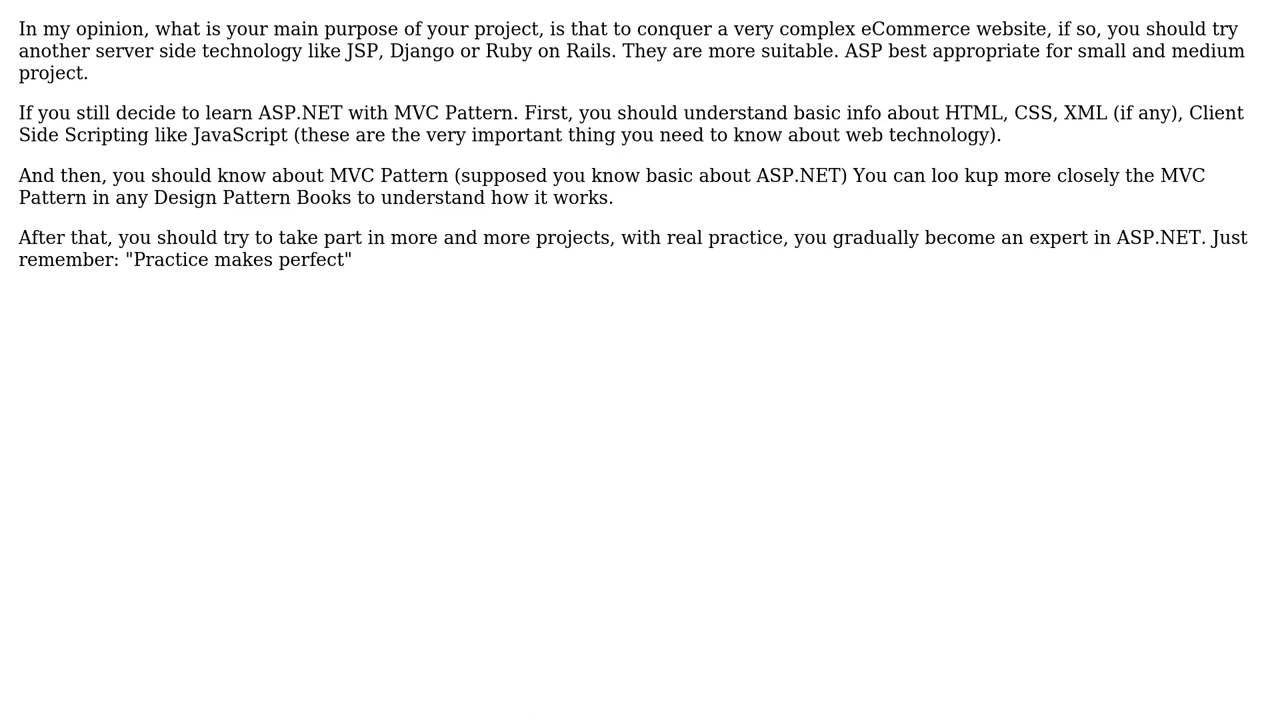 In my opinion, what is your main purpose of your project, is that to conquer a very complex eCommerce website, if so, you should try
another server side technology like JSP, Django or Ruby on Rails. They are more suitable. ASP best appropriate for small and medium
project.
If you still decide to learn ASP.NET with MVC Pattern. First, you should understand basic info about HTML, CSS, XML (if any), Client
Side Scripting like JavaScript (these are the very important thing you need to know about web technology).
And then, you should know about MVC Pattern (supposed you know basic about ASP.NET) You can loo kup more closely the MVC
Pattern in any Design Pattern Books to understand how it works.
After that, you should try to take part in more and more projects, with real practice, you gradually become an expert in ASP.NET. Just
remember: "Practice makes perfect"